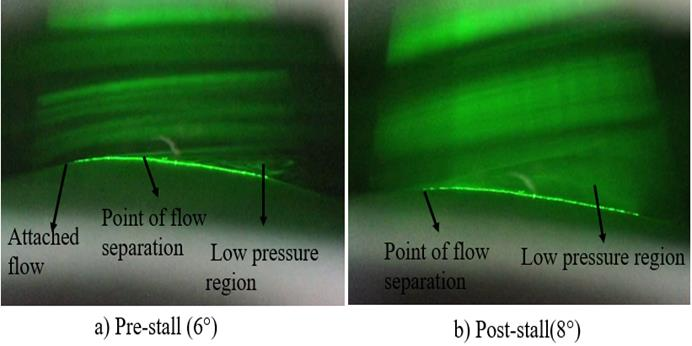 Attached
flow
Point of flow
separation
Low pressure
region
Point of flow
separation
Low pressure region
a) Pre-stall (6°)
b) Post-stall(8°)